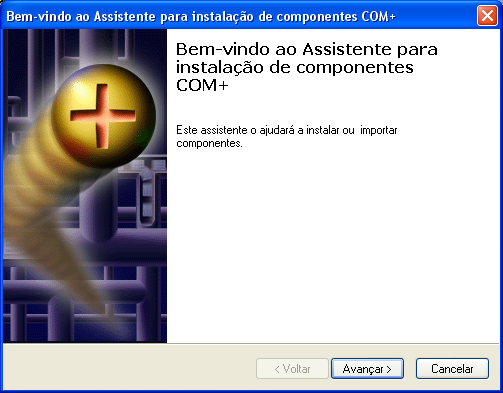 Bem-vindo ao Assistente para instalação de componentes COM+
Bem-vindo ao Assistente para
instalação de componentes
COM+
Este assistente o ajudará a instalar ou importar
componentes.
< Voltar
Avançar >
Cancelar